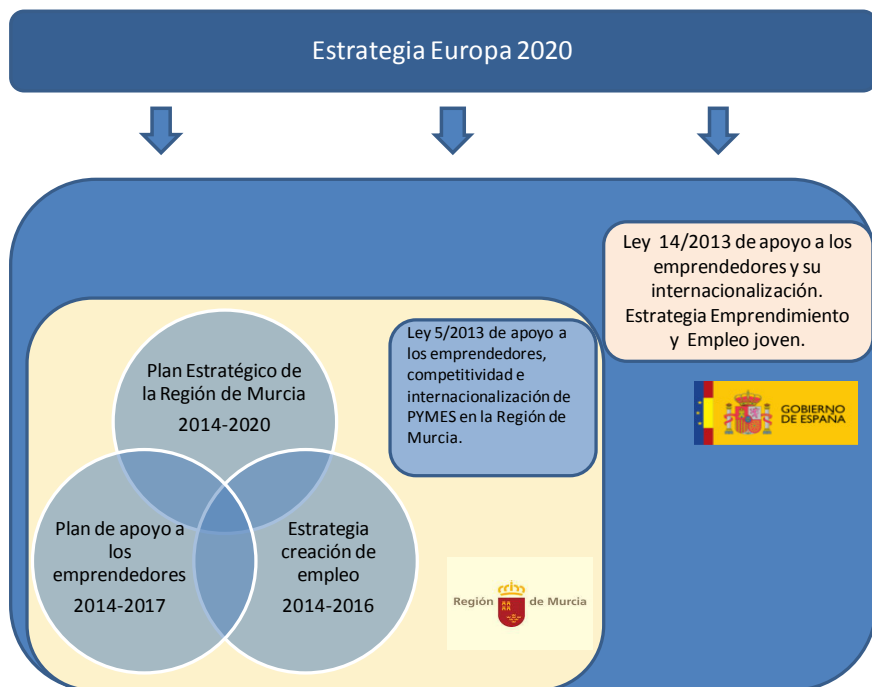 Estrategia Europa 2020
Ley 14/2013 de apoyo a los
emprendedores y su
internacionalización.
Estrategia Emprendimiento
y Empleo joven.
GOBIERNO
DE ESPAÑA
Ley 5/2013 de apoyo a
los emprendedores,
competitividad e
internacionalización de
PYMES en la Región de
Murcia.
Plan Estratégico de
la Región de Murcia
2014-2020
Plan de apoyo a
los
emprendedores
2014-2017
Estrategia
creación de
empleo
2014-2016
Región de Murcia